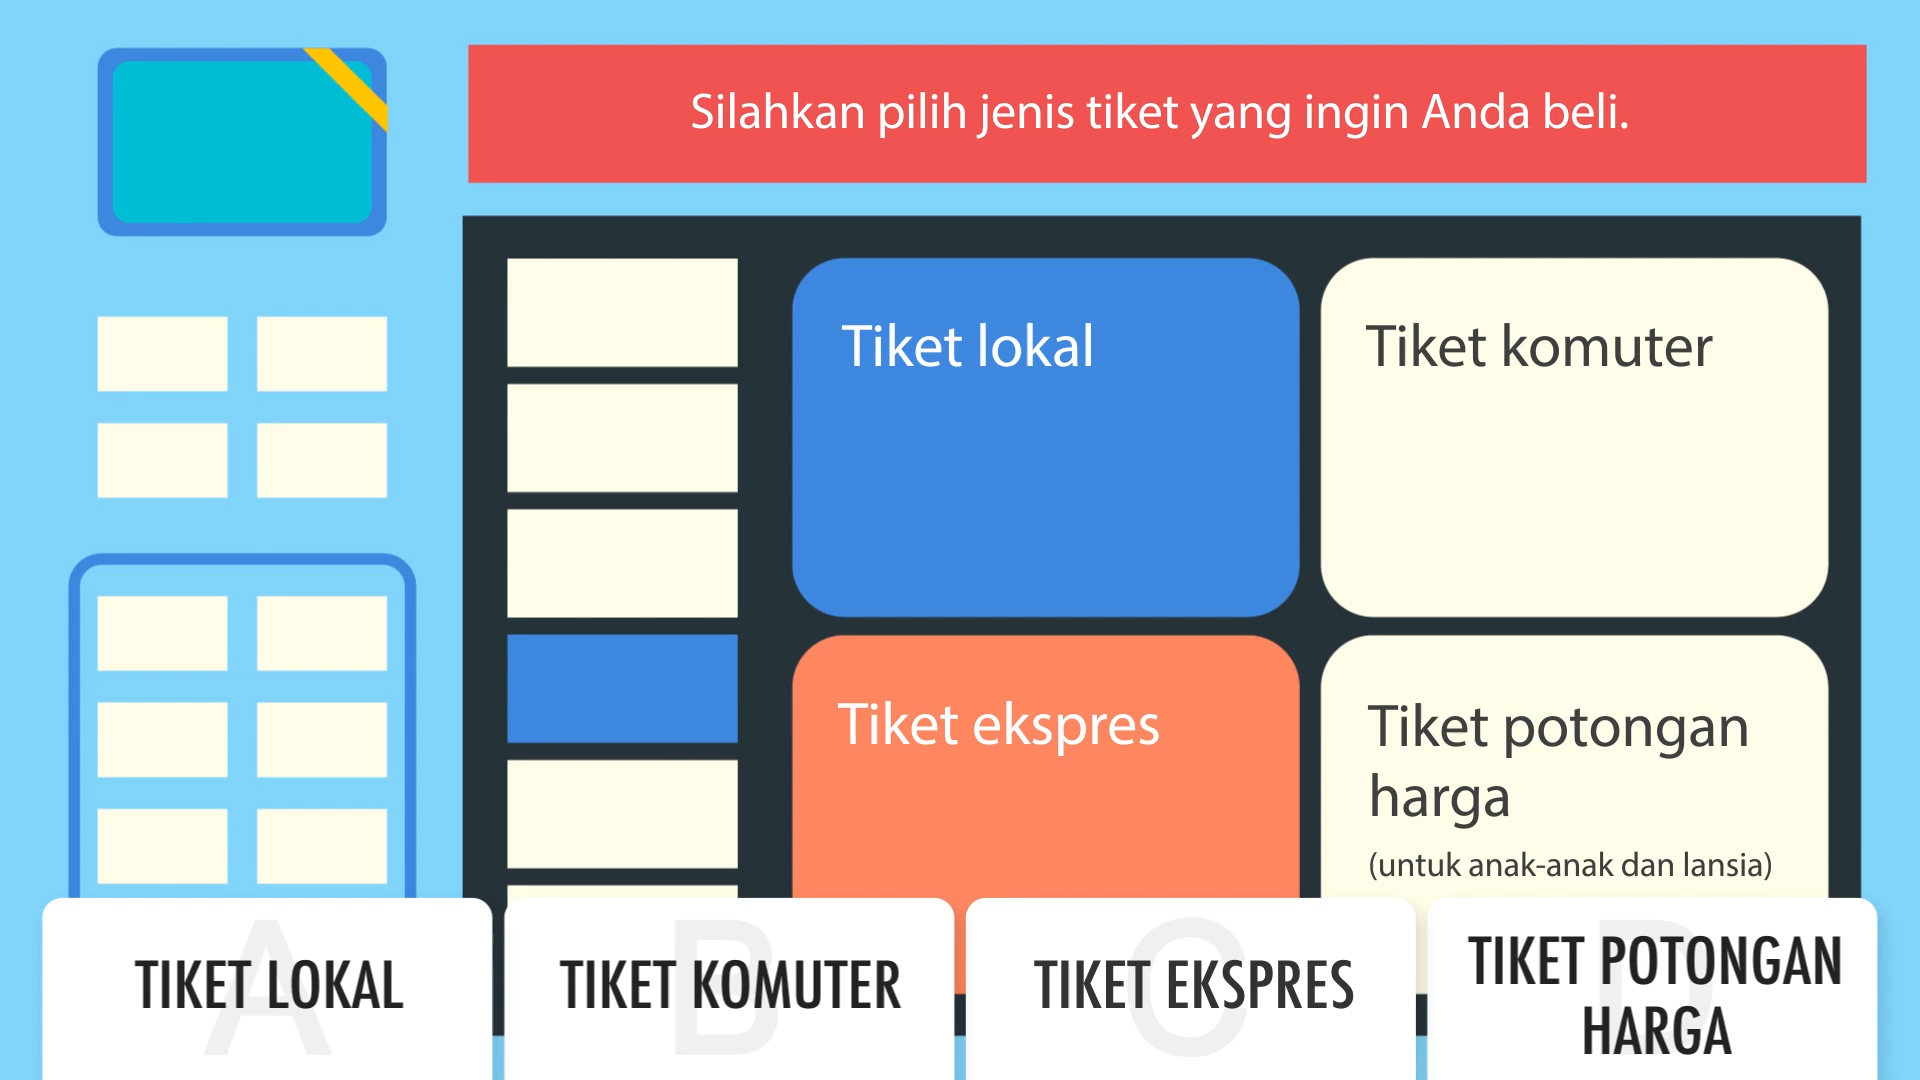 Silahkan pilih jenis tiket yang ingin Anda beli.
Tiket lokal
Tiket komuter
Tiket ekspres
Tiket potongan
harga
(untuk anak-anak dan lansia)
A
TIKET LOKAL
B
TIKET KOMUTER
C
TIKET EKSPRES
D
TIKET POTONGAN
HARGA